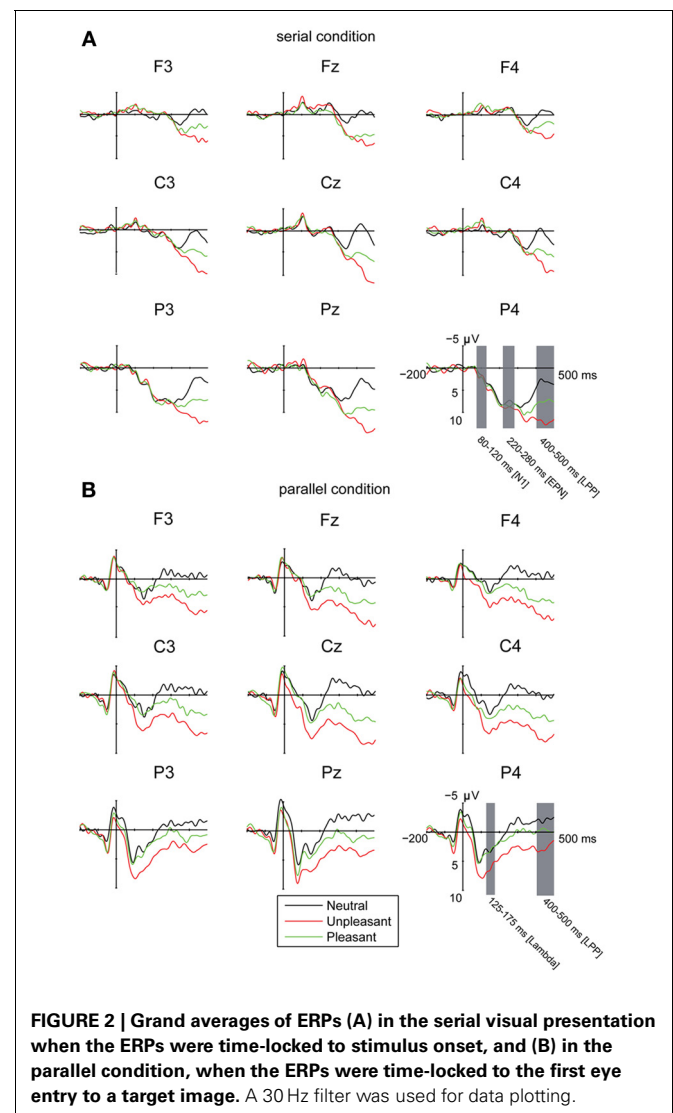 A
serial condition
F3 Fz F4
C3 Cz C4
P3 Pz P4
−5 µV
−200 500 ms
5
10
80-120 ms [N1]
220-280 ms [EPN]
400-500 ms [LPP]
B
parallel condition
F3 Fz F4
C3 Cz C4
P3 Pz P4
−5 µV
−200 500 ms
5
10
125-175 ms [Lambda]
400-500 ms [LPP]
Neutral
Unpleasant
Pleasant
FIGURE 2 | Grand averages of ERPs (A) in the serial visual presentation
when the ERPs were time-locked to stimulus onset, and (B) in the
parallel condition, when the ERPs were time-locked to the first eye
entry to a target image. A 30 Hz filter was used for data plotting.